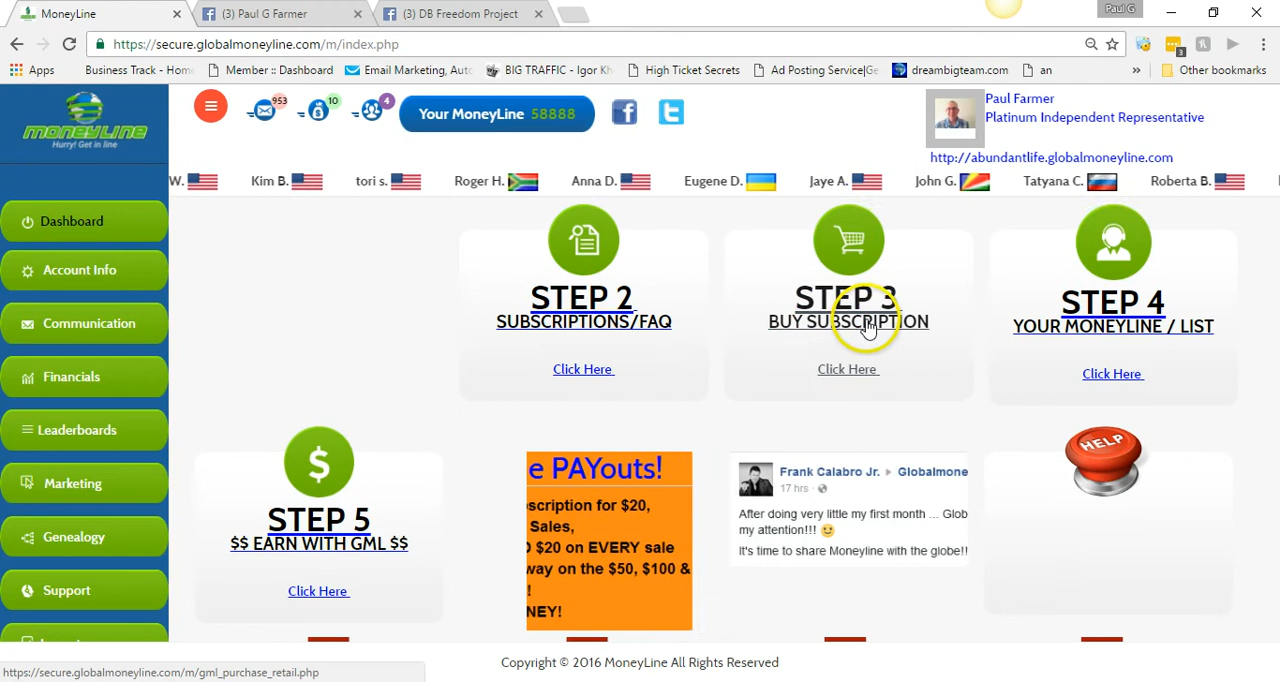 MoneyLine
(3) Paul G Farmer
(3) DB Freedom Project
Paul G
https://secure.globalmoneyline.com/m/index.php
Apps
Business Track - Home
Member :: Dashboard
Email Marketing, Auto
BIG TRAFFIC - Igor Kh
High Ticket Secrets
Ad Posting Service|Ge
dreambigteam.com
an
»
Other bookmarks
3
MONEYLINE
Hurry! Get in line
953
10
4
Your MoneyLine 58888
Paul Farmer
Platinum Independent Representative
http://abundantlife.globalmoneyline.com
W.
Kim B.
tori s.
Roger H.
Anna D.
Eugene D.
Jaye A.
John G.
Tatyana C.
Roberta B.
Dashboard
Account Info
Communication
Financials
Leaderboards
Marketing
Genealogy
Support
STEP 2
SUBSCRIPTIONS/FAQ
Click Here
STEP 3
BUY SUBSCRIPTION
Click Here
STEP 4
YOUR MONEYLINE / LIST
Click Here
STEP 5
$$ EARN WITH GML $$
Click Here
e PAYouts!
scription for $20,
Sales,
D $20 on EVERY sale
way on the $50, $100 &
!
NEY!
Frank Calabro Jr. ▸ Globalmone
17 hrs
After doing very little my first month ... Glob
my attention!!!
It's time to share Moneyline with the globe!!
HELP
Copyright © 2016 MoneyLine All Rights Reserved
https://secure.globalmoneyline.com/m/gml_purchase_retail.php